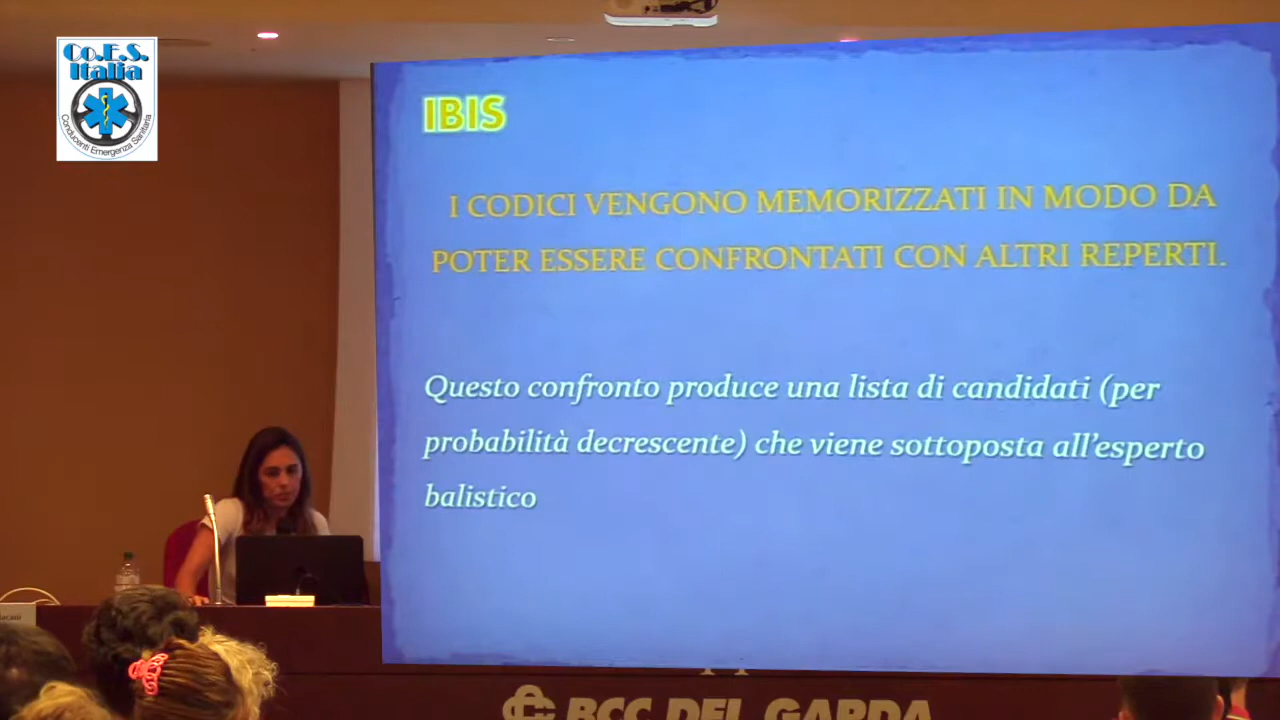 Co.E.S.
Italia
Conducenti Emergenza Sanitaria
IBIS
I CODICI VENGONO MEMORIZZATI IN MODO DA
POTER ESSERE CONFRONTATI CON ALTRI REPERTI.
Questo confronto produce una lista di candidati (per
probabilità decrescente) che viene sottoposta all'esperto
balistico
BCC DEL GARDA